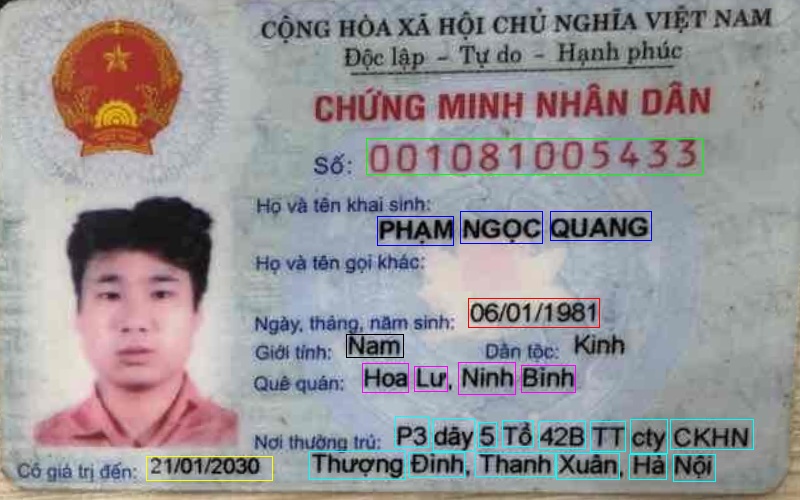 CỘNG HÒA XÃ HỘI CHỦ NGHĨA VIỆT NAM
Độc lập - Tự do - Hạnh phúc
CHỨNG MINH NHÂN DÂN
Số: 001081005433
Họ và tên khai sinh:
PHẠM NGỌC QUANG
Họ và tên gọi khác:
Ngày, tháng, năm sinh: 06/01/1981
Giới tính: Nam Dân tộc: Kinh
Quê quán: Hoa Lư, Ninh Bình
Nơi thường trú: P3 dãy 5 Tổ 42B TT cty CKHN
Có giá trị đến: 21/01/2030 Thượng Đình, Thanh Xuân, Hà Nội